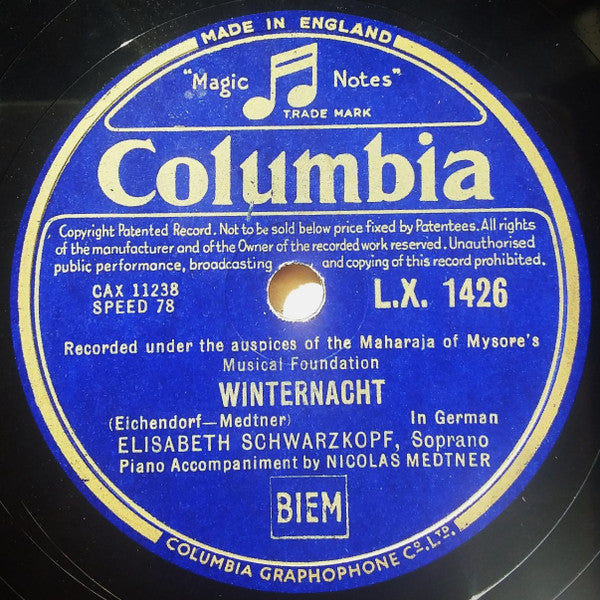 MADE IN ENGLAND
"Magic Notes"
TRADE MARK
Columbia
Copyright Patented Record. Not to be sold below price fixed by Patentees. All rights
of the manufacturer and of the Owner of the recorded work reserved. Unauthorised
public performance, broadcasting and copying of this record prohibited.
CAX 11238
SPEED 78
L.X. 1426
Recorded under the auspices of the Maharaja of Mysore's
Musical Foundation
WINTERNACHT
(Eichendorf—Medtner) In German
ELISABETH SCHWARZKOPF, Soprano
Piano Accompaniment by NICOLAS MEDTNER
BIEM
COLUMBIA GRAPHOPHONE CO. LTD.